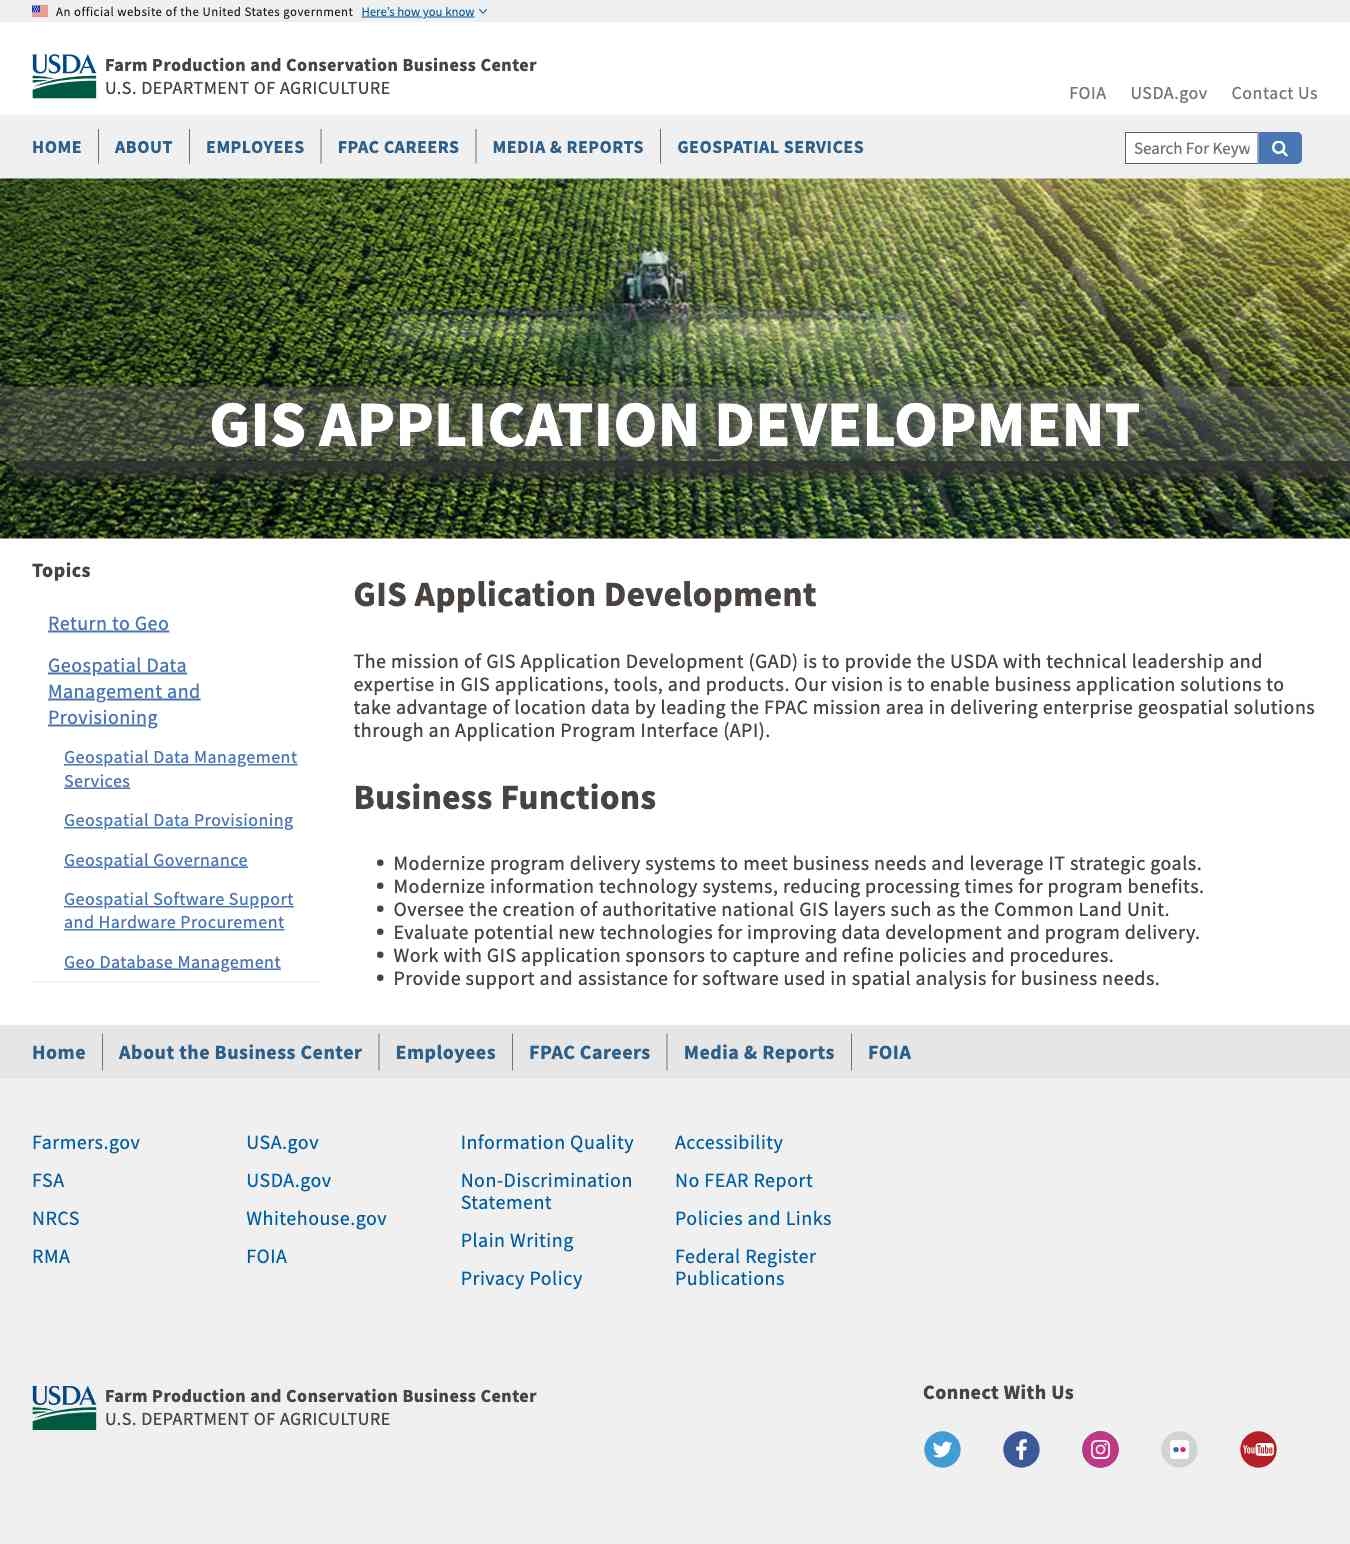 An official website of the United States government Here's how you know
USDA
Farm Production and Conservation Business Center
U.S. DEPARTMENT OF AGRICULTURE
FOIA USDA.gov Contact Us
HOME ABOUT EMPLOYEES FPAC CAREERS MEDIA & REPORTS GEOSPATIAL SERVICES
Search For Keyw
GIS APPLICATION DEVELOPMENT
Topics
Return to Geo
Geospatial Data
Management and
Provisioning
Geospatial Data Management
Services
Geospatial Data Provisioning
Geospatial Governance
Geospatial Software Support
and Hardware Procurement
Geo Database Management
GIS Application Development
The mission of GIS Application Development (GAD) is to provide the USDA with technical leadership and
expertise in GIS applications, tools, and products. Our vision is to enable business application solutions to
take advantage of location data by leading the FPAC mission area in delivering enterprise geospatial solutions
through an Application Program Interface (API).
Business Functions
• Modernize program delivery systems to meet business needs and leverage IT strategic goals.
• Modernize information technology systems, reducing processing times for program benefits.
• Oversee the creation of authoritative national GIS layers such as the Common Land Unit.
• Evaluate potential new technologies for improving data development and program delivery.
• Work with GIS application sponsors to capture and refine policies and procedures.
• Provide support and assistance for software used in spatial analysis for business needs.
Home About the Business Center Employees FPAC Careers Media & Reports FOIA
Farmers.gov
FSA
NRCS
RMA
USA.gov
USDA.gov
Whitehouse.gov
FOIA
Information Quality
Non-Discrimination
Statement
Plain Writing
Privacy Policy
Accessibility
No FEAR Report
Policies and Links
Federal Register
Publications
USDA
Farm Production and Conservation Business Center
U.S. DEPARTMENT OF AGRICULTURE
Connect With Us
YouTube